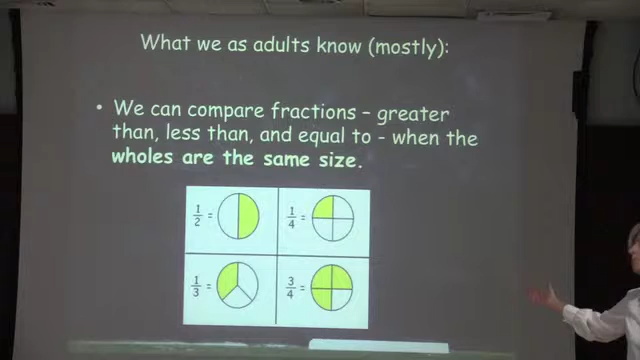 What we as adults know (mostly):
• We can compare fractions – greater
than, less than, and equal to - when the
wholes are the same size.
1/2 =
1/4 =
1/3 =
3/4 =